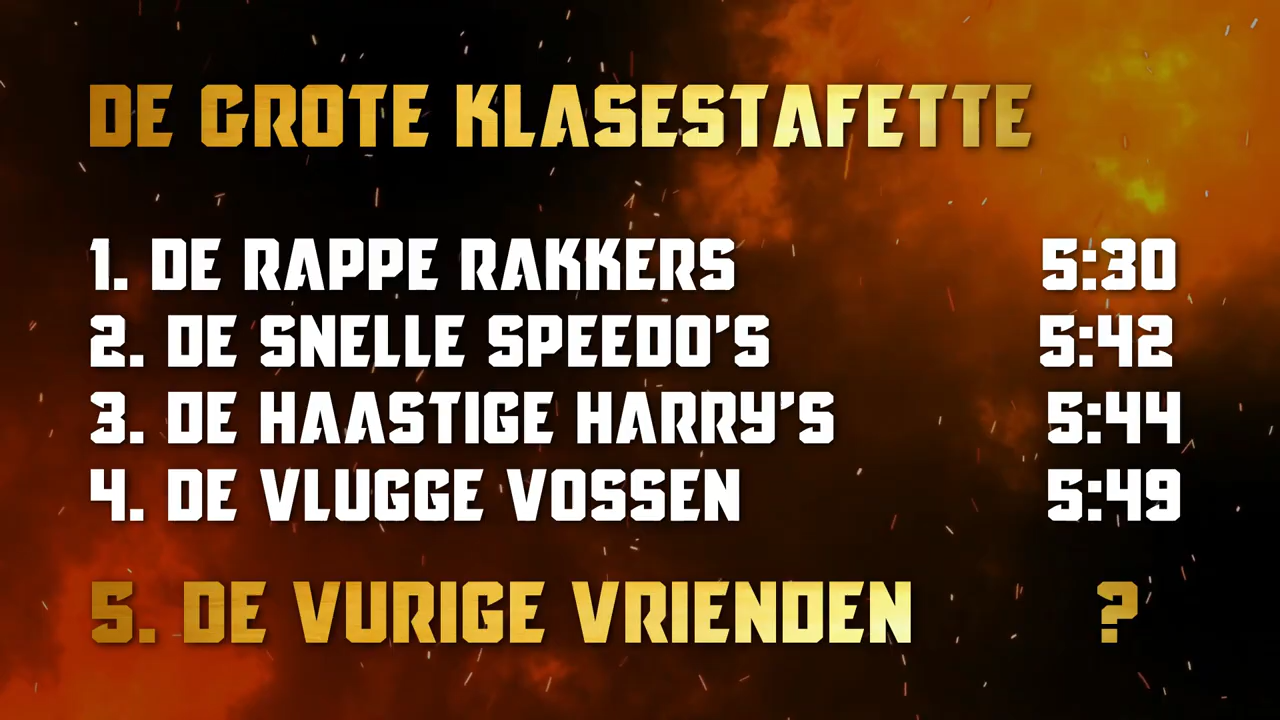 DE GROTE KLASESTAFETTE
1. DE RAPPE RAKKERS 5:30
2. DE SNELLE SPEEDO'S 5:42
3. DE HAASTIGE HARRY'S 5:44
4. DE VLUGGE VOSSEN 5:49
5. DE VURIGE VRIENDEN ?